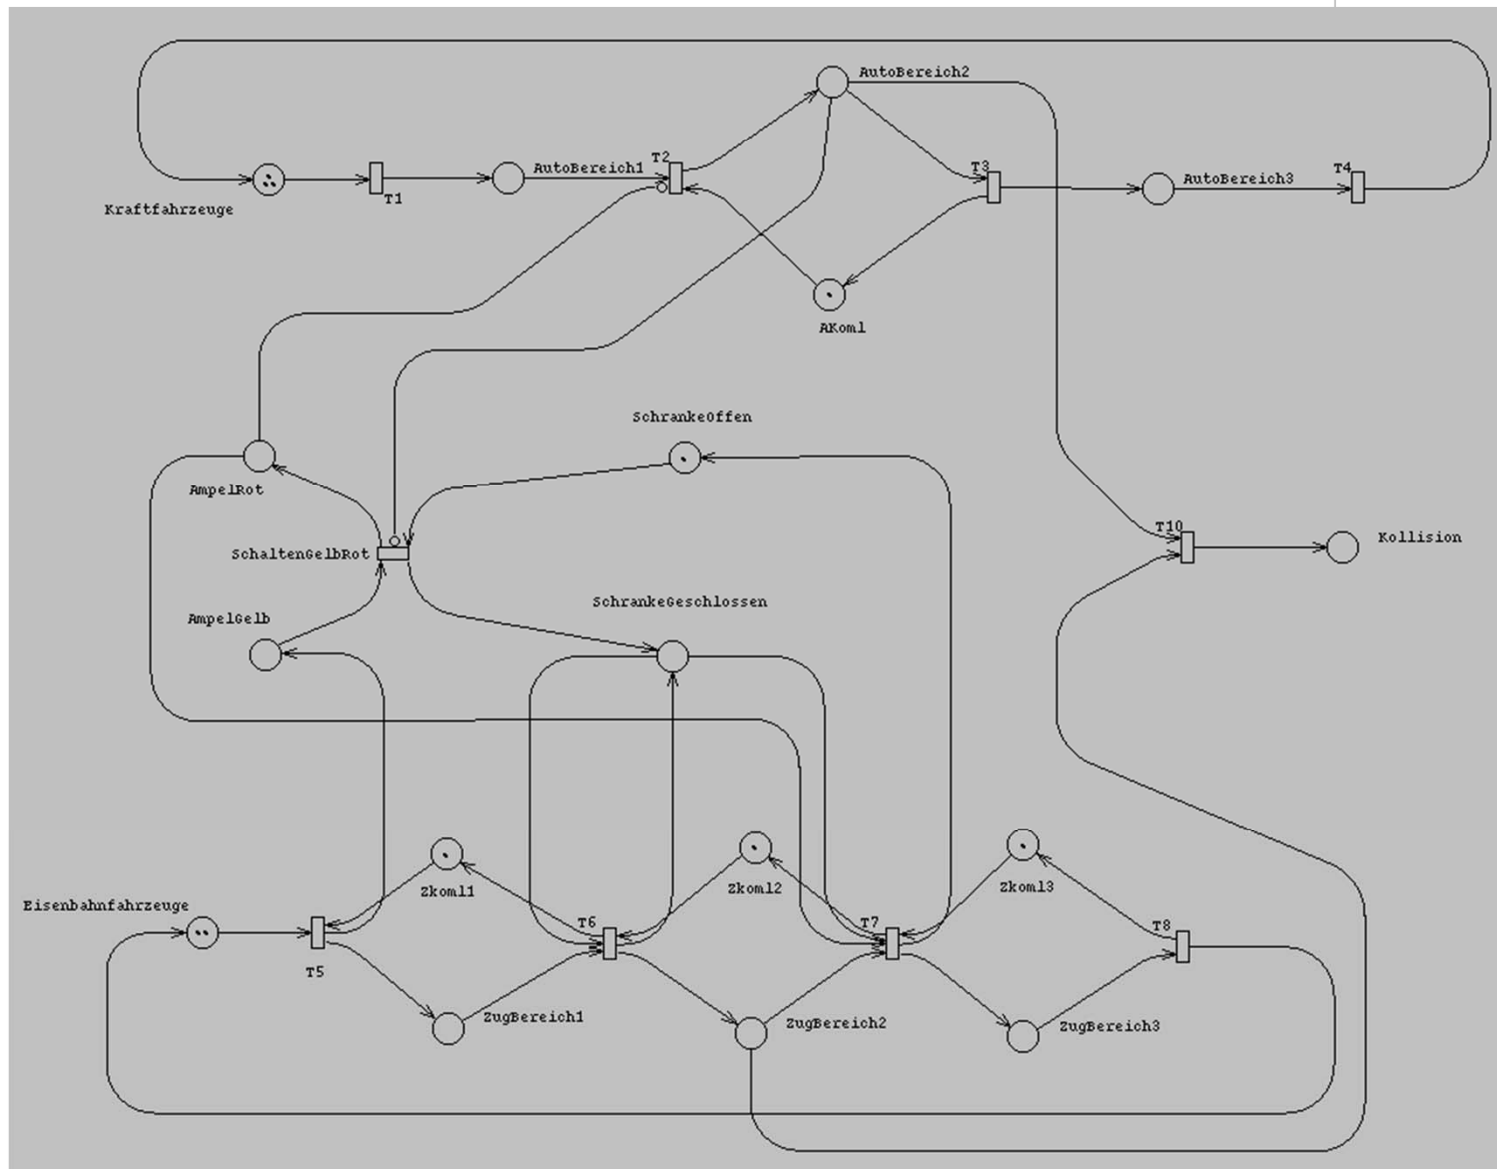 AutoBereich2
T2
AutoBereich1
T3
T4
AutoBereich3
T1
Kraftfahrzeuge
AKoml
SchrankeOffen
AmpelRot
T10
Kollision
SchaltenGelbRot
SchrankeGeschlossen
AmpelGelb
Zkoml1
Zkoml2
Zkoml3
Eisenbahnfahrzeuge
T6
T7
T8
T5
ZugBereich1
ZugBereich2
ZugBereich3